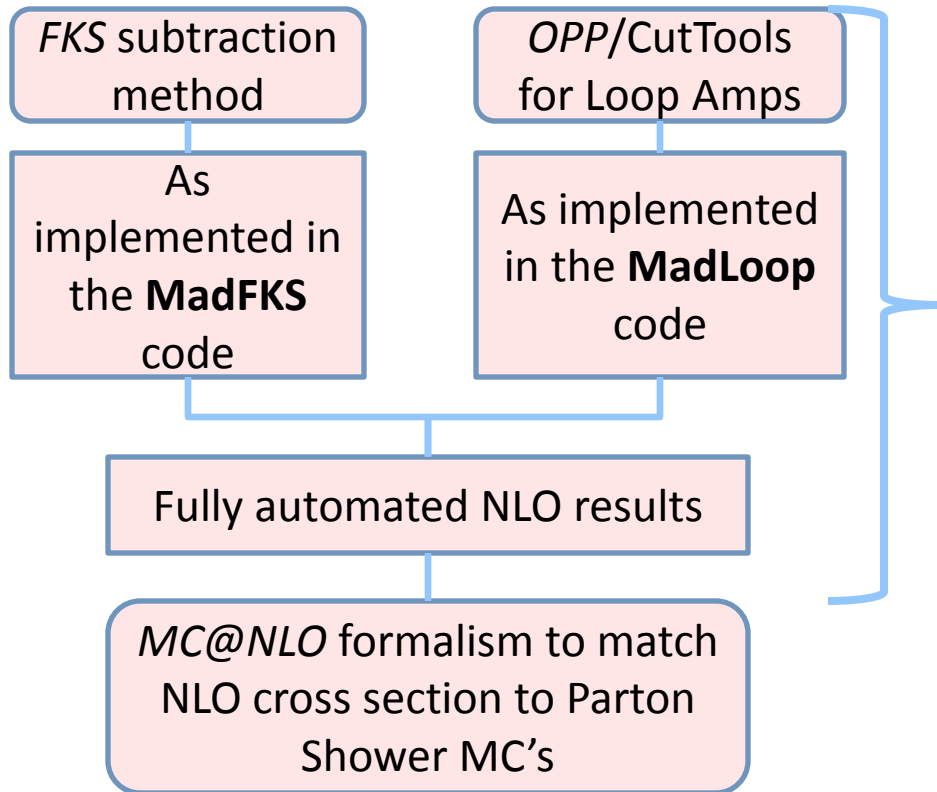 FKS subtraction
method
OPP/CutTools
for Loop Amps
As
implemented in
the MadFKS
code
As implemented
in the MadLoop
code
Fully automated NLO results
MC@NLO formalism to match
NLO cross section to Parton
Shower MC’s